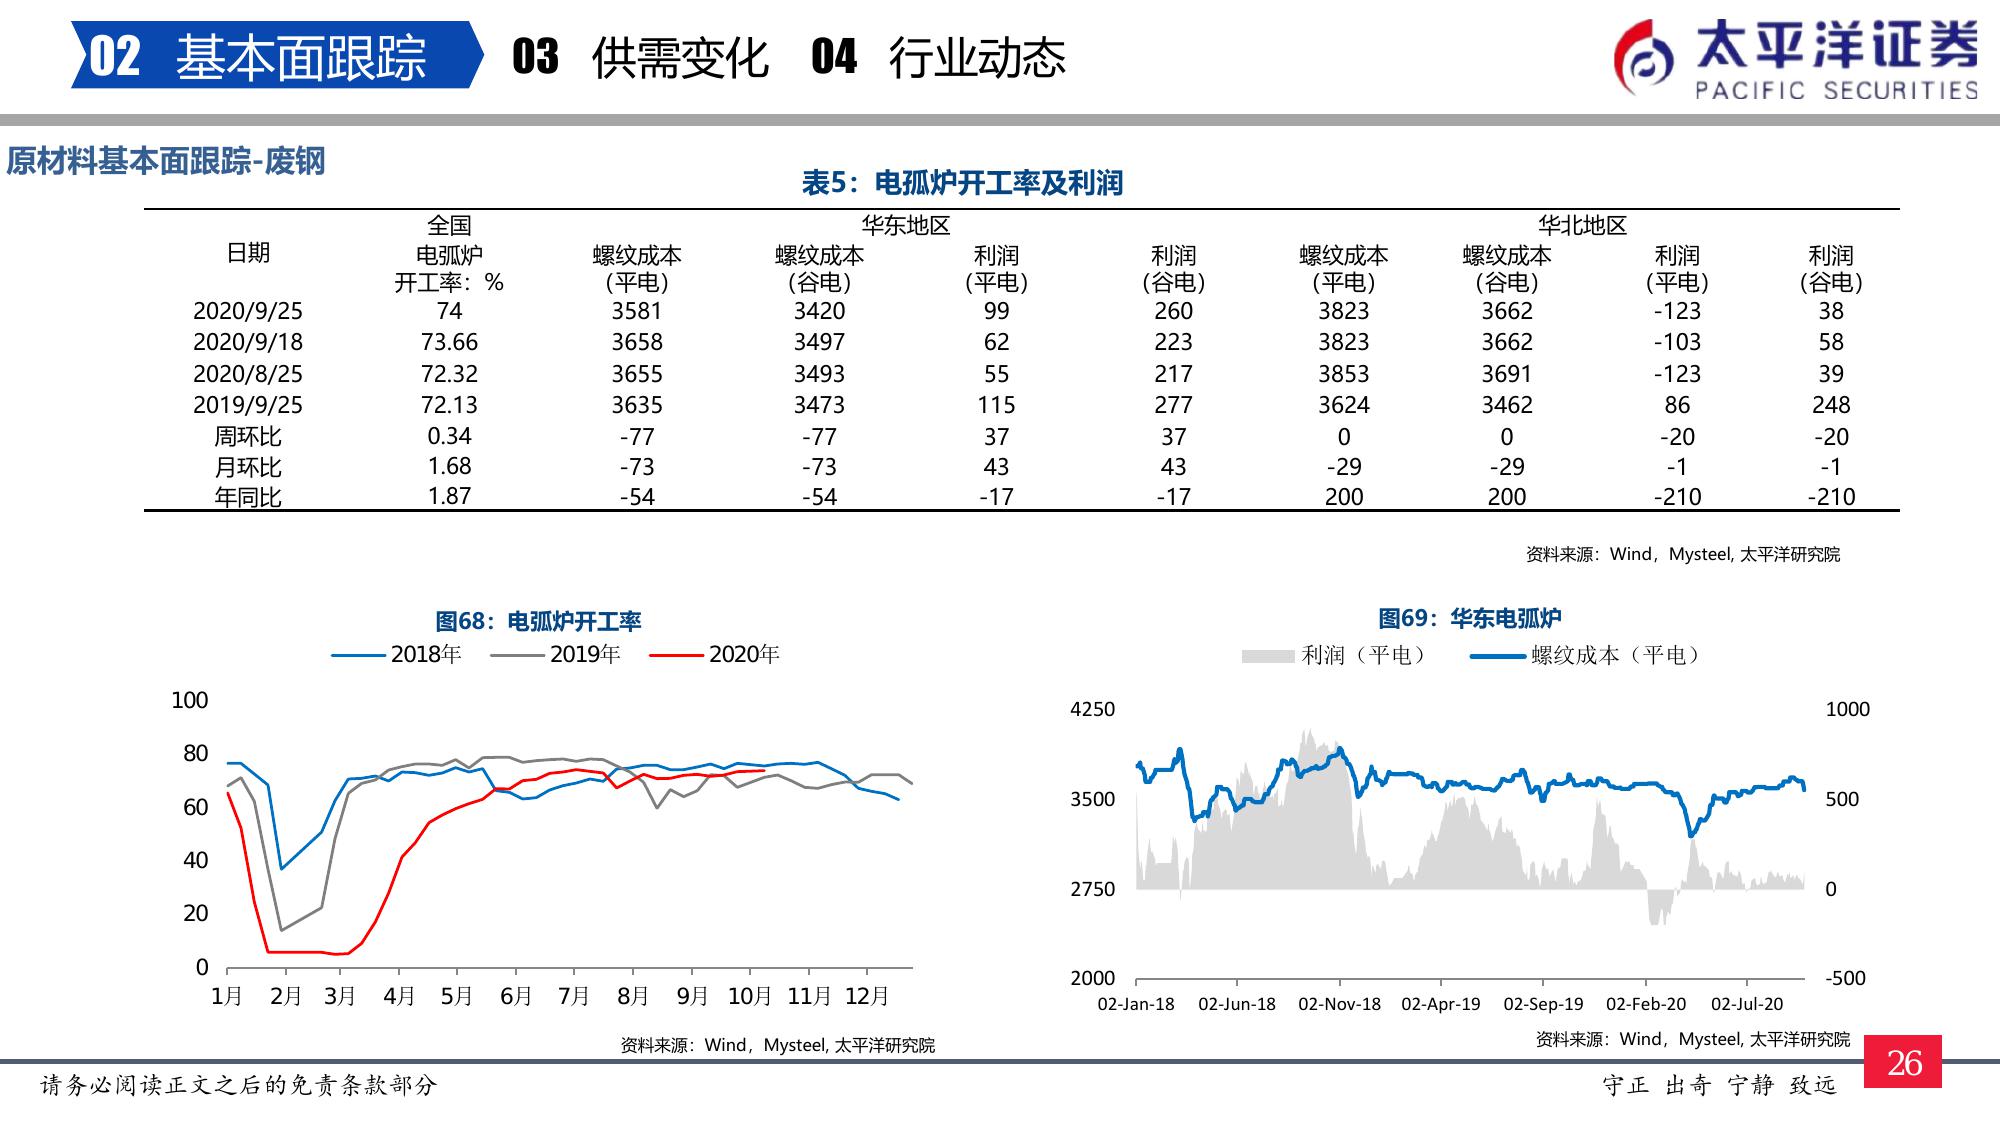 02 基本面跟踪 03 供需变化 04 行业动态
太平洋证券
PACIFIC SECURITIES
原材料基本面跟踪-废钢
表5：电孤炉开工率及利润
日期 全国 华东地区 华北地区
电弧炉 螺纹成本 螺纹成本 利润 利润 螺纹成本 螺纹成本 利润 利润
开工率：% （平电） （谷电） （平电） （谷电） （平电） （谷电） （平电） （谷电）
2020/9/25 74 3581 3420 99 260 3823 3662 -123 38
2020/9/18 73.66 3658 3497 62 223 3823 3662 -103 58
2020/8/25 72.32 3655 3493 55 217 3853 3691 -123 39
2019/9/25 72.13 3635 3473 115 277 3624 3462 86 248
周环比 0.34 -77 -77 37 37 0 0 -20 -20
月环比 1.68 -73 -73 43 43 -29 -29 -1 -1
年同比 1.87 -54 -54 -17 -17 200 200 -210 -210
资料来源：Wind，Mysteel, 太平洋研究院
图68：电弧炉开工率
2018年 2019年 2020年
100
80
60
40
20
0
1月 2月 3月 4月 5月 6月 7月 8月 9月 10月 11月 12月
资料来源：Wind，Mysteel, 太平洋研究院
图69：华东电弧炉
利润（平电） 螺纹成本（平电）
4250 1000
3500 500
2750 0
2000 -500
02-Jan-18 02-Jun-18 02-Nov-18 02-Apr-19 02-Sep-19 02-Feb-20 02-Jul-20
资料来源：Wind，Mysteel, 太平洋研究院
请务必阅读正文之后的免责条款部分
守正 出奇 宁静 致远
26